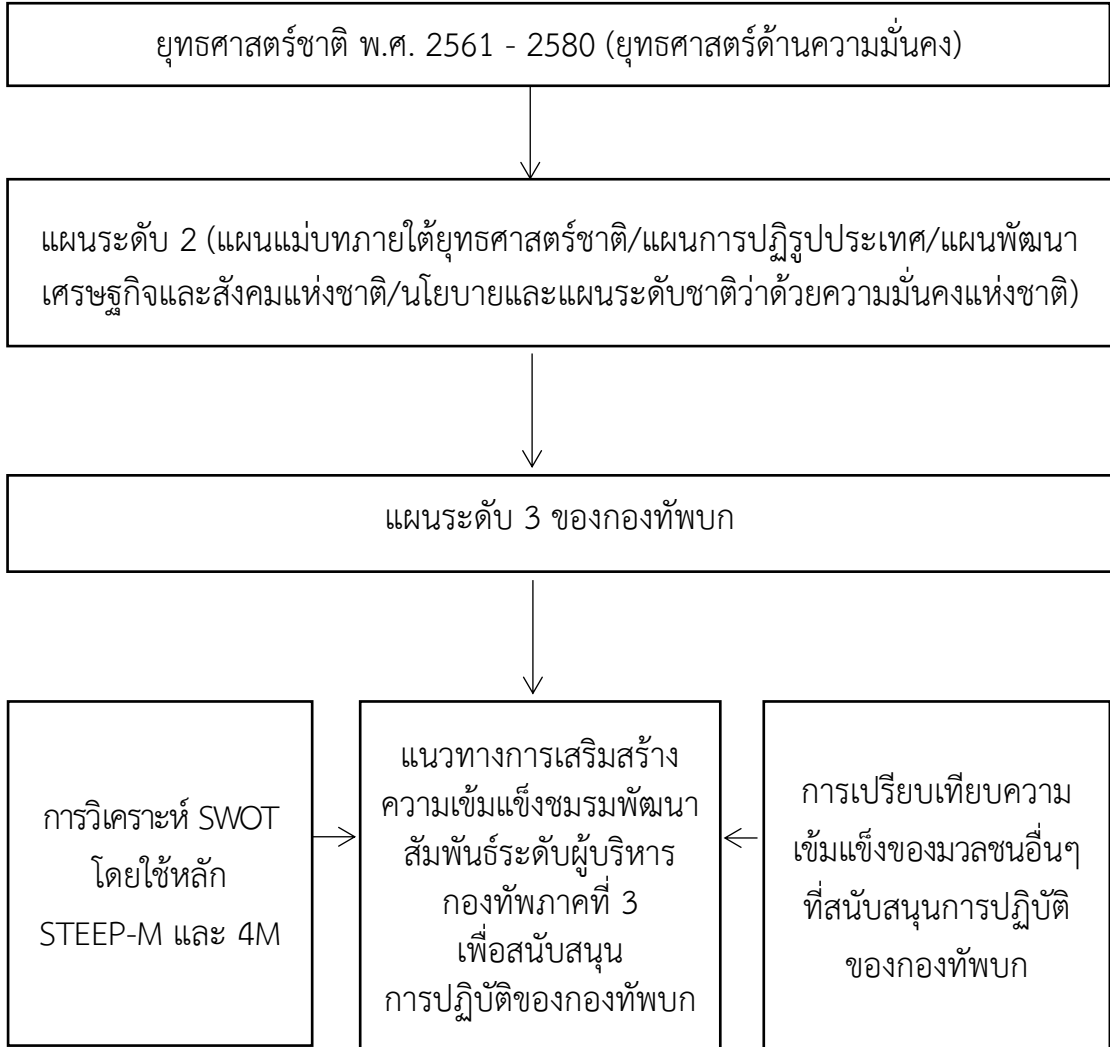 ยุทธศาสตร์ชาติ พ.ศ. 2561 - 2580 (ยุทธศาสตร์ด้านความมั่นคง)
แผนระดับ 2 (แผนแม่บทภายใต้ยุทธศาสตร์ชาติ/แผนการปฏิรูปประเทศ/แผนพัฒนา
เศรษฐกิจและสังคมแห่งชาติ/นโยบายและแผนระดับชาติว่าด้วยความมั่นคงแห่งชาติ)
แผนระดับ 3 ของกองทัพบก
การวิเคราะห์ SWOT
โดยใช้หลัก
STEEP-M และ 4M
แนวทางการเสริมสร้าง
ความเข้มแข็งชมรมพัฒนา
สัมพันธ์ระดับผู้บริหาร
กองทัพภาคที่ 3
เพื่อสนับสนุน
การปฏิบัติของกองทัพบก
การเปรียบเทียบความ
เข้มแข็งของมวลชนอื่นๆ
ที่สนับสนุนการปฏิบัติ
ของกองทัพบก